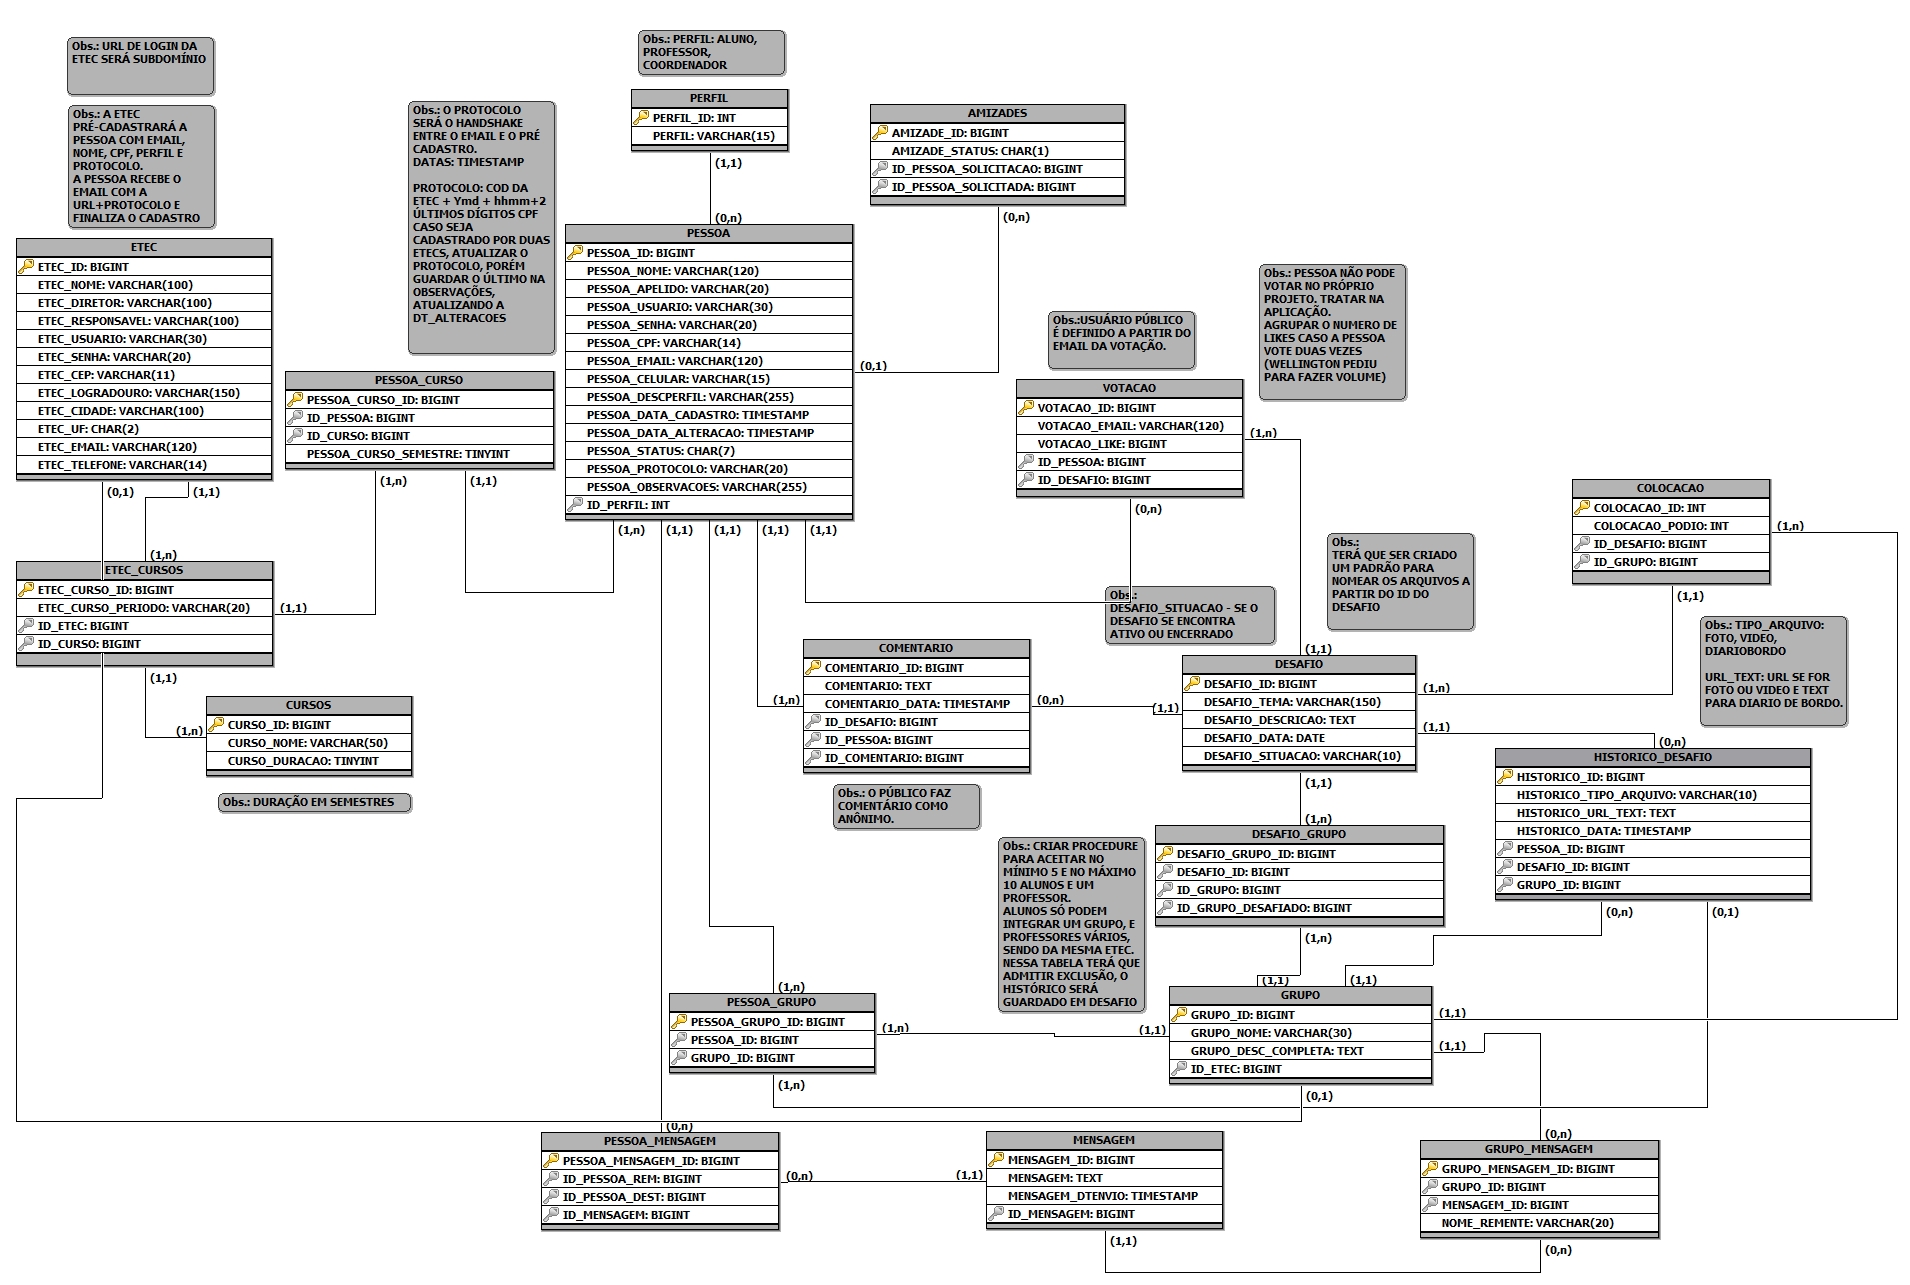 Obs.: URL DE LOGIN DA
ETEC SERÁ SUBDOMÍNIO
Obs.: A ETEC
PRÉ-CADASTRARÁ A
PESSOA COM EMAIL,
NOME, CPF, PERFIL E
PROTOCOLO.
A PESSOA RECEBE O
EMAIL COM A
URL+PROTOCOLO E
FINALIZA O CADASTRO
Obs.: O PROTOCOLO
SERÁ O HANDSHAKE
ENTRE O EMAIL E O PRÉ
CADASTRO.
DATAS: TIMESTAMP
PROTOCOLO: COD DA
ETEC + Ymd + hhmm+2
ÚLTIMOS DÍGITOS CPF
CASO SEJA
CADASTRADO POR DUAS
ETECS, ATUALIZAR O
PROTOCOLO, PORÉM
GUARDAR O ÚLTIMO NA
OBSERVAÇÕES,
ATUALIZANDO A
DT_ALTERACOES
Obs.: PERFIL: ALUNO,
PROFESSOR,
COORDENADOR
PERFIL
PERFIL_ID: INT
PERFIL: VARCHAR(15)
(1,1)
(0,n)
AMIZADES
AMIZADE_ID: BIGINT
AMIZADE_STATUS: CHAR(1)
ID_PESSOA_SOLICITACAO: BIGINT
ID_PESSOA_SOLICITADA: BIGINT
(0,n)
(0,1)
ETEC
ETEC_ID: BIGINT
ETEC_NOME: VARCHAR(100)
ETEC_DIRETOR: VARCHAR(100)
ETEC_RESPONSAVEL: VARCHAR(100)
ETEC_USUARIO: VARCHAR(30)
ETEC_SENHA: VARCHAR(20)
ETEC_CEP: VARCHAR(11)
ETEC_LOGRADOURO: VARCHAR(150)
ETEC_CIDADE: VARCHAR(100)
ETEC_UF: CHAR(2)
ETEC_EMAIL: VARCHAR(120)
ETEC_TELEFONE: VARCHAR(14)
(0,1)
(1,1)
PESSOA_CURSO
PESSOA_CURSO_ID: BIGINT
ID_PESSOA: BIGINT
ID_CURSO: BIGINT
PESSOA_CURSO_SEMESTRE: TINYINT
(1,n)
(1,1)
PESSOA
PESSOA_ID: BIGINT
PESSOA_NOME: VARCHAR(120)
PESSOA_APELIDO: VARCHAR(20)
PESSOA_USUARIO: VARCHAR(30)
PESSOA_SENHA: VARCHAR(20)
PESSOA_CPF: VARCHAR(14)
PESSOA_EMAIL: VARCHAR(120)
PESSOA_CELULAR: VARCHAR(15)
PESSOA_DESCPERFIL: VARCHAR(255)
PESSOA_DATA_CADASTRO: TIMESTAMP
PESSOA_DATA_ALTERACAO: TIMESTAMP
PESSOA_STATUS: CHAR(7)
PESSOA_PROTOCOLO: VARCHAR(20)
PESSOA_OBSERVACOES: VARCHAR(255)
ID_PERFIL: INT
(1,n)
(1,1)
(1,1)
(1,1)
(1,1)
Obs.:USUÁRIO PÚBLICO
É DEFINIDO A PARTIR DO
EMAIL DA VOTAÇÃO.
Obs.: PESSOA NÃO PODE
VOTAR NO PRÓPRIO
PROJETO. TRATAR NA
APLICAÇÃO.
AGRUPAR O NUMERO DE
LIKES CASO A PESSOA
VOTE DUAS VEZES
(WELLINGTON PEDIU
PARA FAZER VOLUME)
VOTACAO
VOTACAO_ID: BIGINT
VOTACAO_EMAIL: VARCHAR(120)
VOTACAO_LIKE: BIGINT
ID_PESSOA: BIGINT
ID_DESAFIO: BIGINT
(1,n)
(0,n)
COLOCACAO
COLOCACAO_ID: INT
COLOCACAO_PODIO: INT
ID_DESAFIO: BIGINT
ID_GRUPO: BIGINT
(1,n)
(1,1)
Obs.:
TERÁ QUE SER CRIADO
UM PADRÃO PARA
NOMEAR OS ARQUIVOS A
PARTIR DO ID DO
DESAFIO
Obs.:
DESAFIO_SITUACAO - SE O
DESAFIO SE ENCONTRA
ATIVO OU ENCERRADO
Obs.: TIPO_ARQUIVO:
FOTO, VIDEO,
DIARIOBORDO
URL_TEXT: URL SE FOR
FOTO OU VIDEO E TEXT
PARA DIARIO DE BORDO.
(1,n)
ETEC_CURSOS
ETEC_CURSO_ID: BIGINT
ETEC_CURSO_PERIODO: VARCHAR(20)
ID_ETEC: BIGINT
ID_CURSO: BIGINT
(1,1)
(1,1)
CURSOS
CURSO_ID: BIGINT
CURSO_NOME: VARCHAR(50)
CURSO_DURACAO: TINYINT
(1,n)
Obs.: DURAÇÃO EM SEMESTRES
COMENTARIO
COMENTARIO_ID: BIGINT
COMENTARIO: TEXT
COMENTARIO_DATA: TIMESTAMP
ID_DESAFIO: BIGINT
ID_PESSOA: BIGINT
ID_COMENTARIO: BIGINT
(1,n)
(0,n)
Obs.: O PÚBLICO FAZ
COMENTÁRIO COMO
ANÔNIMO.
(1,1)
DESAFIO
DESAFIO_ID: BIGINT
DESAFIO_TEMA: VARCHAR(150)
DESAFIO_DESCRICAO: TEXT
DESAFIO_DATA: DATE
DESAFIO_SITUACAO: VARCHAR(10)
(1,1)
(1,n)
(1,1)
(1,1)
(0,n)
HISTORICO_DESAFIO
HISTORICO_ID: BIGINT
HISTORICO_TIPO_ARQUIVO: VARCHAR(10)
HISTORICO_URL_TEXT: TEXT
HISTORICO_DATA: TIMESTAMP
PESSOA_ID: BIGINT
DESAFIO_ID: BIGINT
GRUPO_ID: BIGINT
(0,n)
(0,1)
(1,n)
DESAFIO_GRUPO
DESAFIO_GRUPO_ID: BIGINT
DESAFIO_ID: BIGINT
ID_GRUPO: BIGINT
ID_GRUPO_DESAFIADO: BIGINT
(1,n)
Obs.: CRIAR PROCEDURE
PARA ACEITAR NO
MÍNIMO 5 E NO MÁXIMO
10 ALUNOS E UM
PROFESSOR.
ALUNOS SÓ PODEM
INTEGRAR UM GRUPO, E
PROFESSORES VÁRIOS,
SENDO DA MESMA ETEC.
NESSA TABELA TERÁ QUE
ADMITIR EXCLUSÃO, O
HISTÓRICO SERÁ
GUARDADO EM DESAFIO
(1,n)
PESSOA_GRUPO
PESSOA_GRUPO_ID: BIGINT
PESSOA_ID: BIGINT
GRUPO_ID: BIGINT
(1,n)
(1,n)
(1,1)
(1,1)
(1,1)
GRUPO
GRUPO_ID: BIGINT
GRUPO_NOME: VARCHAR(30)
GRUPO_DESC_COMPLETA: TEXT
ID_ETEC: BIGINT
(1,1)
(1,1)
(0,1)
(0,n)
PESSOA_MENSAGEM
PESSOA_MENSAGEM_ID: BIGINT
ID_PESSOA_REM: BIGINT
ID_PESSOA_DEST: BIGINT
ID_MENSAGEM: BIGINT
(0,n)
(1,1)
MENSAGEM
MENSAGEM_ID: BIGINT
MENSAGEM: TEXT
MENSAGEM_DTENVIO: TIMESTAMP
ID_MENSAGEM: BIGINT
(1,1)
(0,n)
GRUPO_MENSAGEM
GRUPO_MENSAGEM_ID: BIGINT
GRUPO_ID: BIGINT
MENSAGEM_ID: BIGINT
NOME_REMENTE: VARCHAR(20)
(0,n)